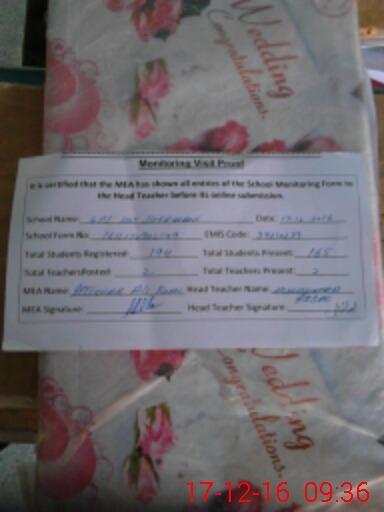 Wedding
Congratulations.
Monitoring Visit Proof
It is certified that the MEA has shown all entries of the School Monitoring Form to
the Head Teacher before its online submission.
School Name: GPS Date: 17-12-2016
School Form No: EMIS Code:
Total Students Registered: 190 Total Students Present: 165
Total Teachers Posted: 2 Total Teachers Present: 2
MEA Name: Head Teacher Name: MUHAMMAD
MEA Signature: Head Teacher Signature:
Wedding
Congratulations.
17-12-16 09:36